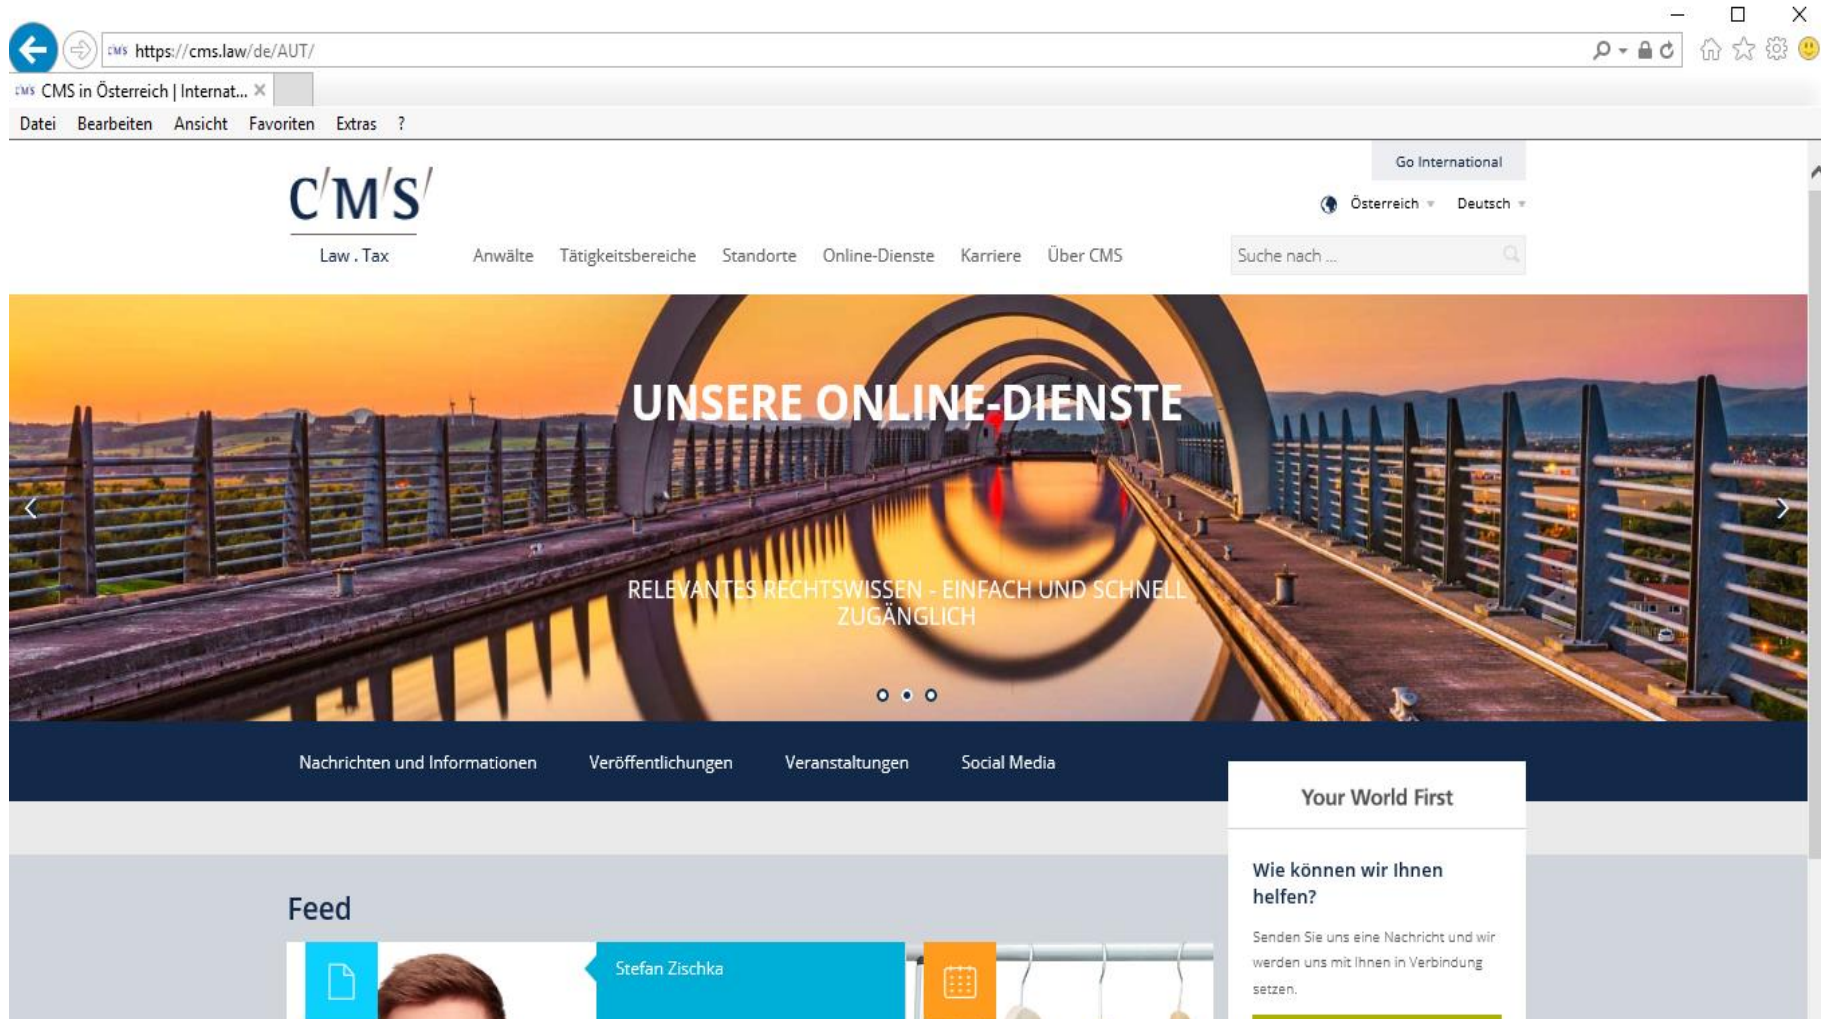 https://cms.law/de/AUT/
CMS in Österreich | Internat...
Datei Bearbeiten Ansicht Favoriten Extras ?
Go International
C'M'S'
Österreich Deutsch
Law . Tax
Anwälte Tätigkeitsbereiche Standorte Online-Dienste Karriere Über CMS
Suche nach ...
UNSERE ONLINE-DIENSTE
RELEVANTES RECHTSWISSEN - EINFACH UND SCHNELL
ZUGÄNGLICH
Nachrichten und Informationen Veröffentlichungen Veranstaltungen Social Media
Your World First
Wie können wir Ihnen
helfen?
Senden Sie uns eine Nachricht und wir
werden uns mit Ihnen in Verbindung
setzen.
Feed
Stefan Zischka